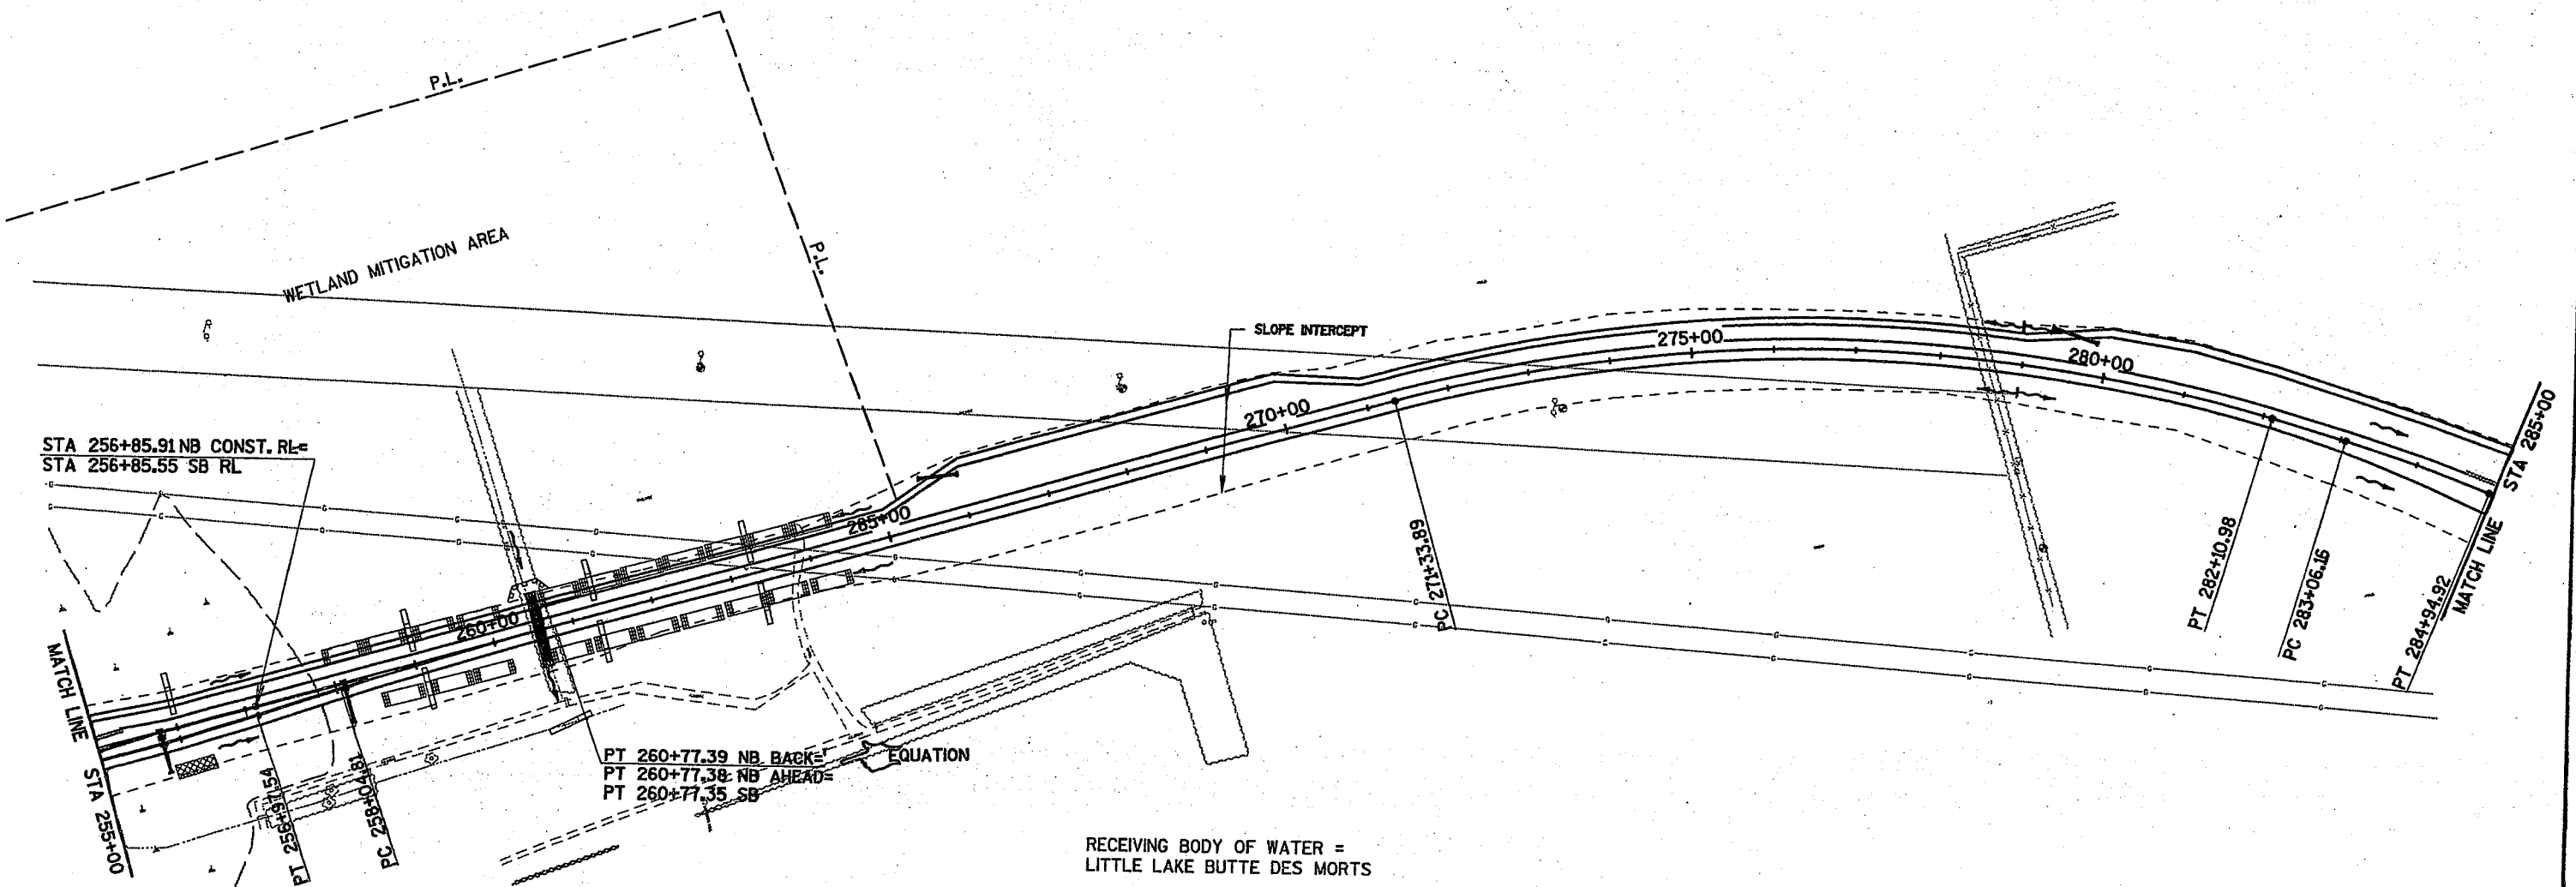 P.L.
P.L.
WETLAND MITIGATION AREA
SLOPE INTERCEPT
275+00
280+00
270+00
285+00
260+00
STA 256+85.91 NB CONST. RL=
STA 256+85.55 SB RL
MATCH LINE
STA 255+00
PT 256+97.54
PC 258+04.81
PT 260+77.39 NB BACK=
PT 260+77.38 NB AHEAD=
PT 260+77.35 SB
EQUATION
PC 271+33.89
PT 282+10.98
PC 283+06.16
PT 284+94.92
MATCH LINE
STA 285+00
RECEIVING BODY OF WATER =
LITTLE LAKE BUTTE DES MORTS